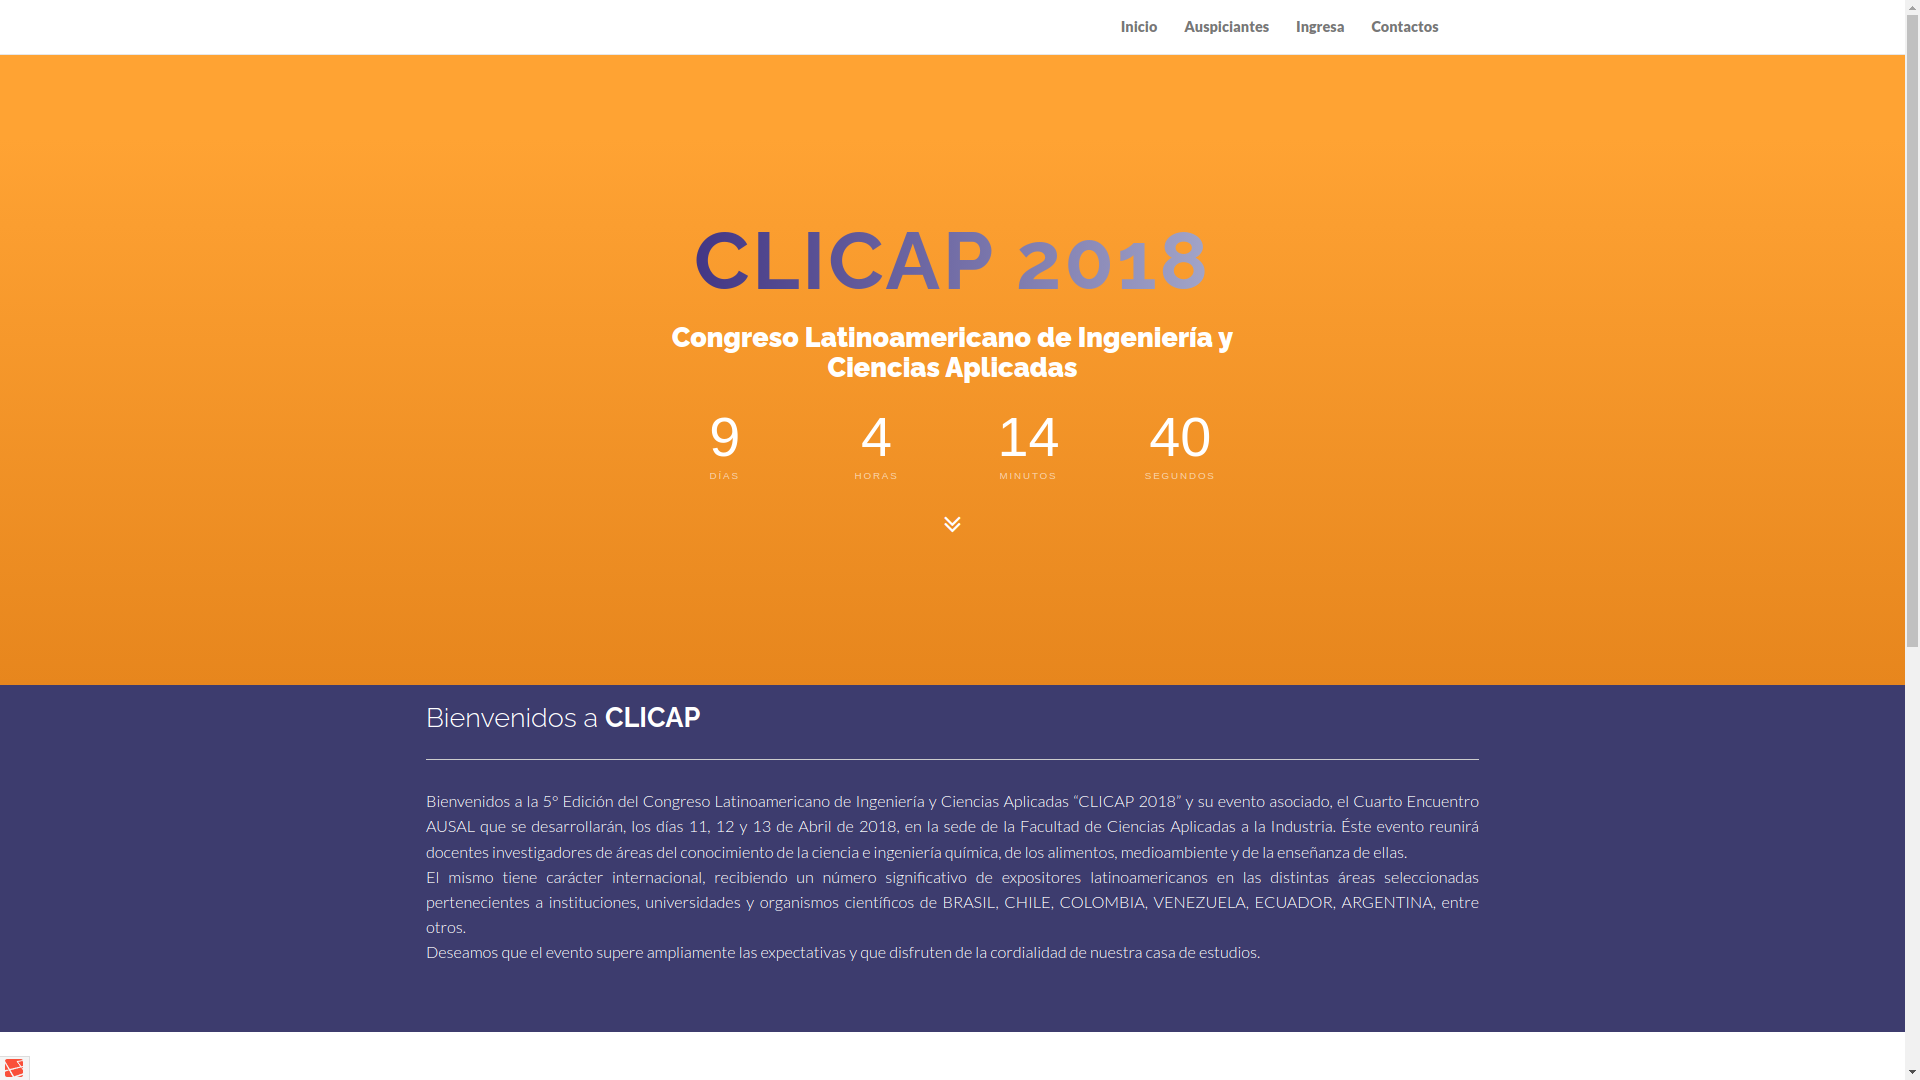 Inicio Auspiciantes Ingresa Contactos
CLICAP 2018
Congreso Latinoamericano de Ingeniería y
Ciencias Aplicadas
9 4 14 40
DÍAS HORAS MINUTOS SEGUNDOS
Bienvenidos a CLICAP
Bienvenidos a la 5° Edición del Congreso Latinoamericano de Ingeniería y Ciencias Aplicadas “CLICAP 2018” y su evento asociado, el Cuarto Encuentro
AUSAL que se desarrollarán, los días 11, 12 y 13 de Abril de 2018, en la sede de la Facultad de Ciencias Aplicadas a la Industria. Éste evento reunirá
docentes investigadores de áreas del conocimiento de la ciencia e ingeniería química, de los alimentos, medioambiente y de la enseñanza de ellas.
El mismo tiene carácter internacional, recibiendo un número significativo de expositores latinoamericanos en las distintas áreas seleccionadas
pertenecientes a instituciones, universidades y organismos científicos de BRASIL, CHILE, COLOMBIA, VENEZUELA, ECUADOR, ARGENTINA, entre
otros.
Deseamos que el evento supere ampliamente las expectativas y que disfruten de la cordialidad de nuestra casa de estudios.